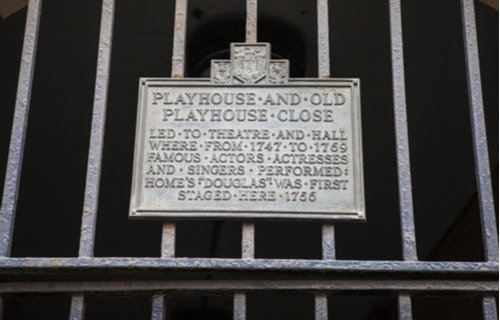 PLAYHOUSE·AND·OLD
PLAYHOUSE·CLOSE
LED·TO·THEATRE·AND·HALL
WHERE·FROM·1747·TO·1769
FAMOUS·ACTORS·ACTRESSES
AND·SINGERS·PERFORMED:
HOME'S·"DOUGLAS"·WAS·FIRST
STAGED·HERE·1756